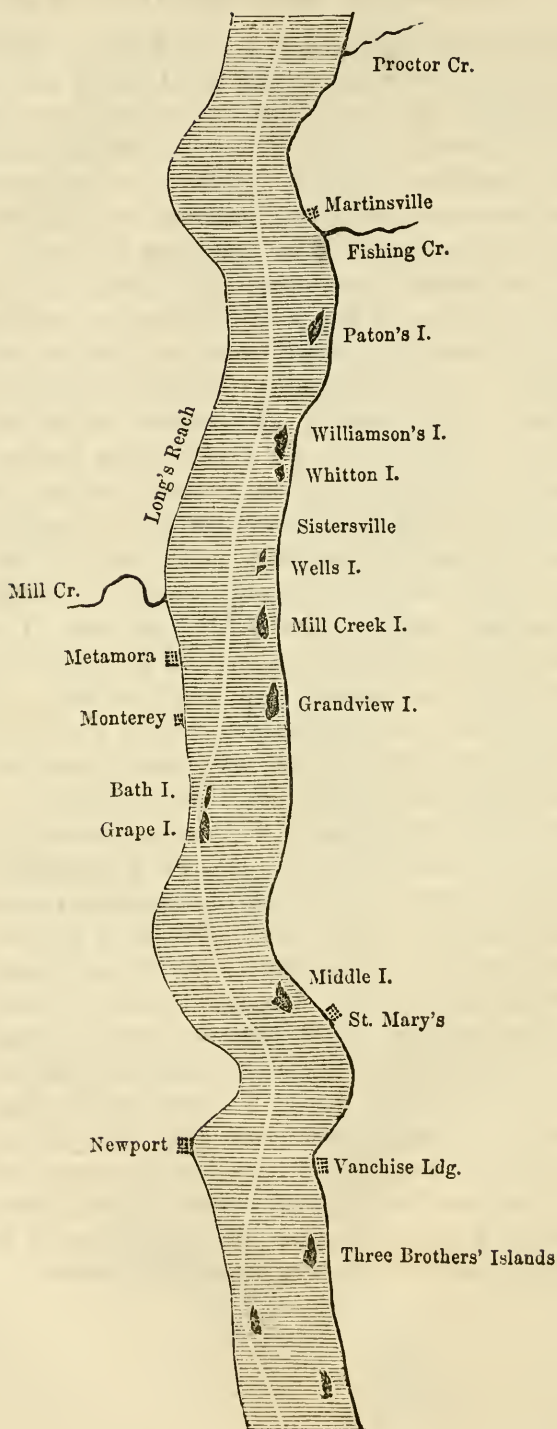 Proctor Cr.
Martinsville
Fishing Cr.
Paton's I.
Long's Reach
Williamson's I.
Whitton I.
Sistersville
Wells I.
Mill Cr.
Mill Creek I.
Metamora
Grandview I.
Monterey
Bath I.
Grape I.
Middle I.
St. Mary's
Newport
Vanchise Ldg.
Three Brothers' Islands